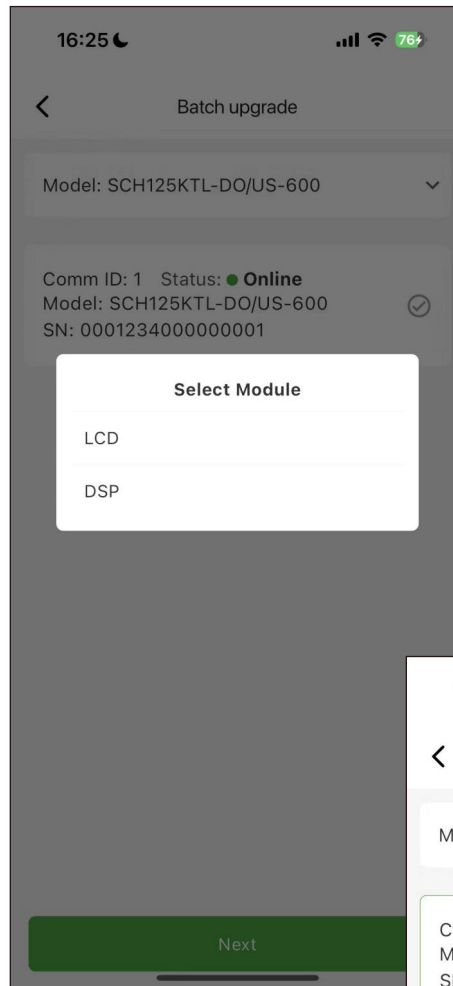 16:25
76
Batch upgrade
Model: SCH125KTL-DO/US-600
Comm ID: 1 Status: Online
Model: SCH125KTL-DO/US-600
SN: 0001234000000001
Select Module
LCD
DSP
Next